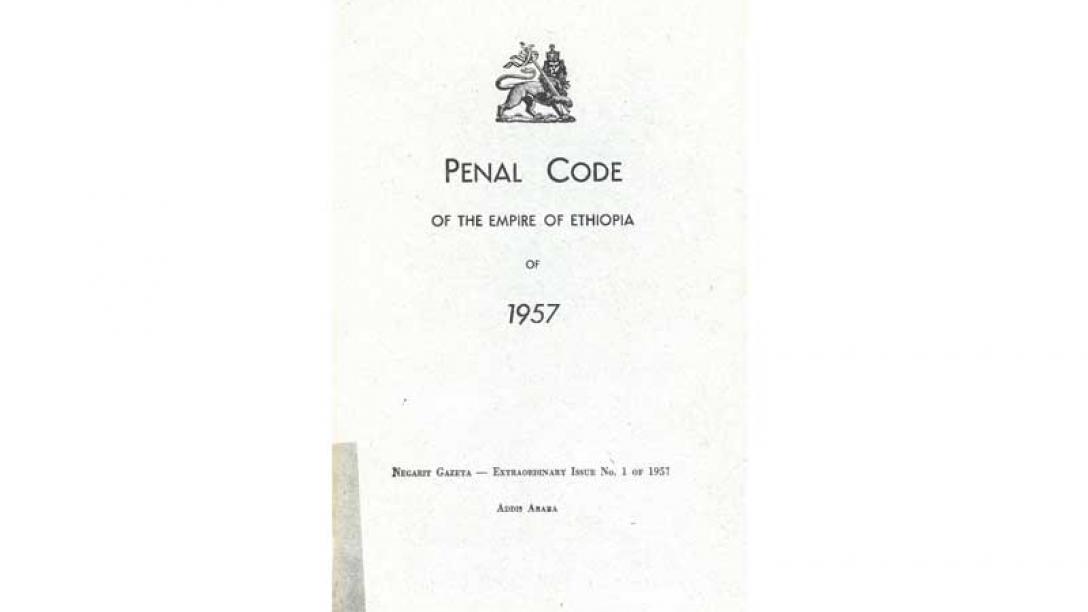 PENAL CODE
OF THE EMPIRE OF ETHIOPIA
OF
1957
NEGARIT GAZETA — EXTRAORDINARY ISSUE No. 1 OF 1957
ADDIS ABABA